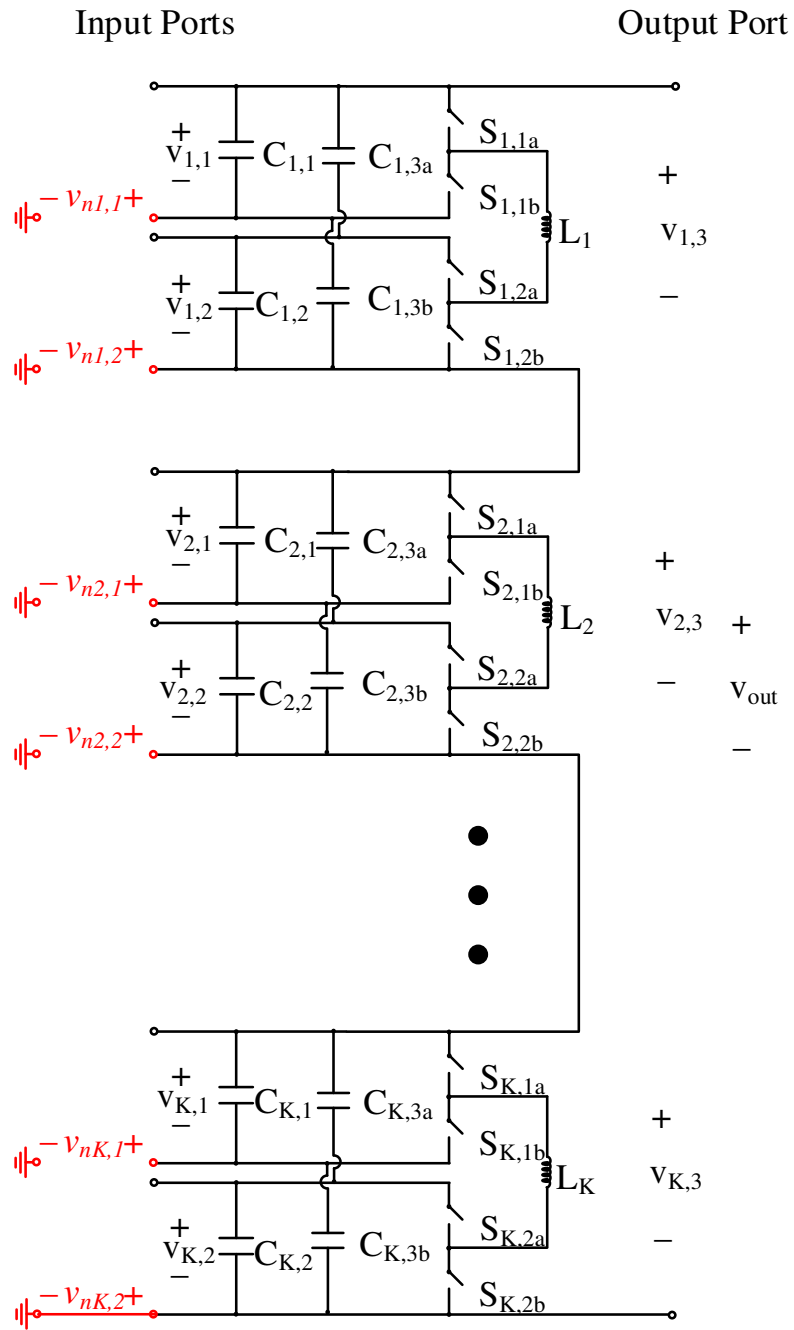 Input Ports
Output Port
+
v1,1
−
C1,1
C1,3a
S1,1a
S1,1b
− vn1,1+
L1
+
v1,3
−
+
v1,2
−
C1,2
C1,3b
S1,2a
S1,2b
− vn1,2+
+
v2,1
−
C2,1
C2,3a
S2,1a
S2,1b
− vn2,1+
L2
+
v2,3
−
+
v2,2
−
C2,2
C2,3b
S2,2a
S2,2b
− vn2,2+
+
vout
−
+
vK,1
−
CK,1
CK,3a
SK,1a
SK,1b
− vnK,1+
LK
+
vK,3
−
+
vK,2
−
CK,2
CK,3b
SK,2a
SK,2b
− vnK,2+